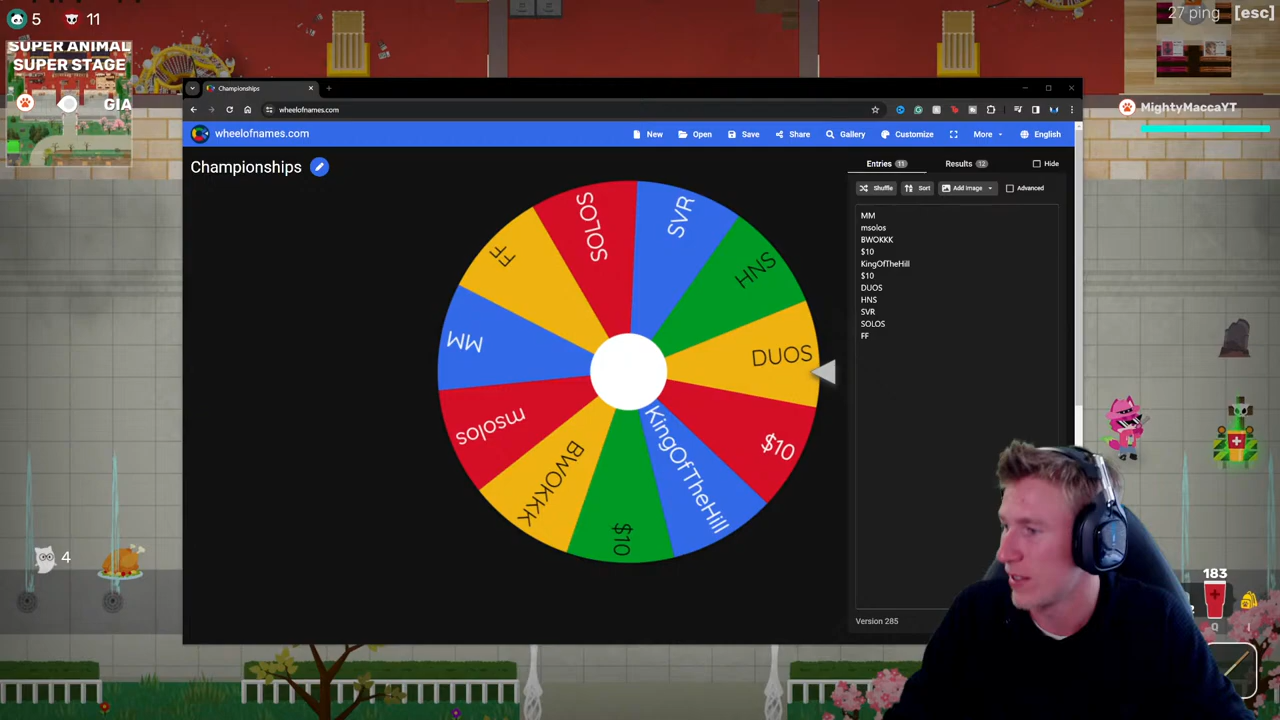 5 11
27 ping [esc]
SUPER ANIMAL
SUPER STAGE
GIA
MightyMaccaYT
Championships
wheelofnames.com
wheelofnames.com
New Open Save Share Gallery Customize More English
Championships
Entries 11 Results 12 Hide
Shuffle Sort Add Image Advanced
MM
msolos
BWOKKK
$10
KingOfTheHill
$10
DUOS
HNS
SVR
SOLOS
FF
SOLOS
SVR
HNS
DUOS
$10
KingOfTheHill
$10
BWOKKK
msolos
MM
FF
Version 285
4
183
Q